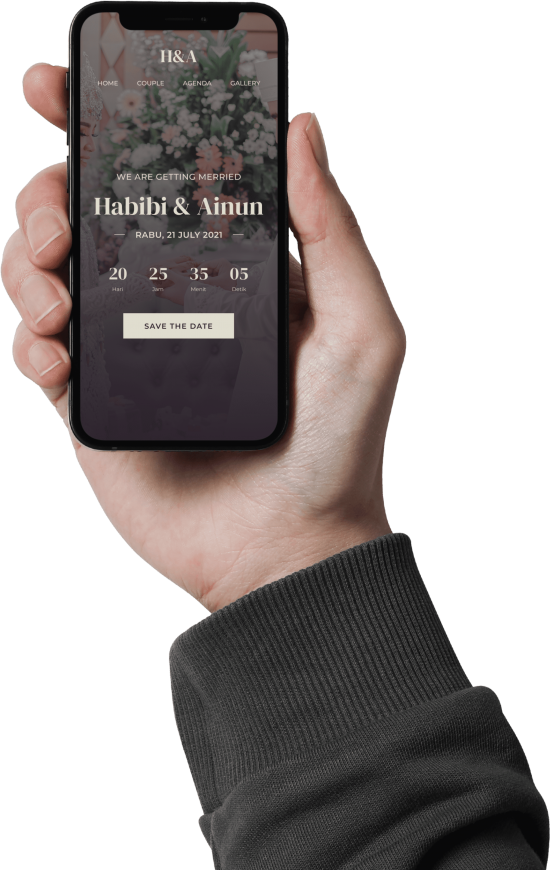 H&A
HOME COUPLE AGENDA GALLERY
WE ARE GETTING MERRIED
Habibi & Ainun
RABU, 21 JULY 2021
20 25 35 05
Hari Jam Menit Detik
SAVE THE DATE